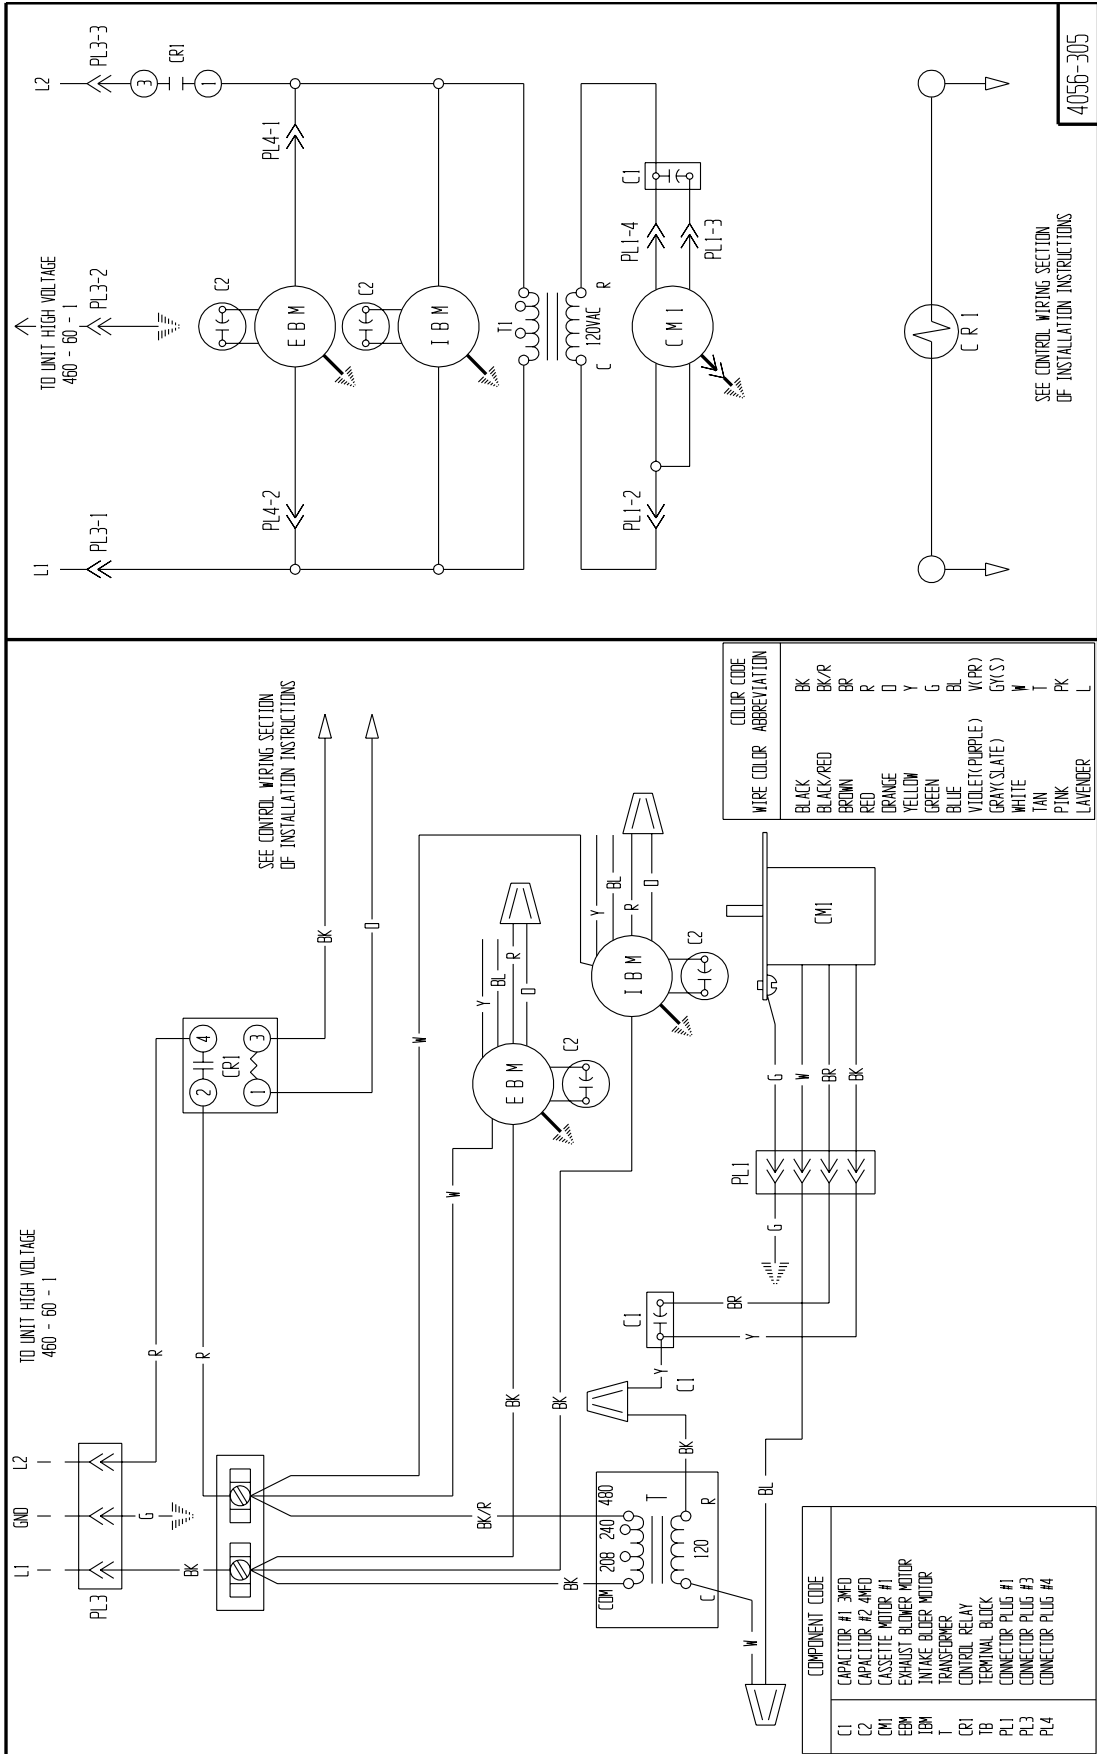 TO UNIT HIGH VOLTAGE
460 - 60 - 1
L1
GND
L2
PL3
R
R
G
BK
4
2
CR1
3
1
SEE CONTROL WIRING SECTION
OF INSTALLATION INSTRUCTIONS
BK
O
W
W
BK
BK
BK/R
BK
EBM
Y
BL
R
O
C2
IBM
Y
BL
R
O
C2
COM 208 240 480
T
120
C
R
BK
W
BL
C1
Y
C1
BR
Y
PL1
G
G
W
BR
BK
CM1
COMPONENT CODE
C1 CAPACITOR #1 3MFD
C2 CAPACITOR #2 4MFD
CM1 CASSETTE MOTOR #1
EBM EXHAUST BLOWER MOTOR
IBM INTAKE BLOER MOTOR
T TRANSFORMER
CR1 CONTROL RELAY
TB TERMINAL BLOCK
PL1 CONNECTOR PLUG #1
PL3 CONNECTOR PLUG #3
PL4 CONNECTOR PLUG #4
COLOR CODE
WIRE COLOR ABBREVIATION
BLACK BK
BLACK/RED BK/R
BROWN BR
RED R
ORANGE O
YELLOW Y
GREEN G
BLUE BL
VIOLET(PURPLE) V(PR)
GRAY(SLATE) GY(S)
WHITE W
TAN T
PINK PK
LAVENDER L
TO UNIT HIGH VOLTAGE
460 - 60 - 1
L1
L2
PL3-1
PL3-2
PL3-3
3
CR1
1
PL4-2
EBM
C2
PL4-1
IBM
C2
T1
120VAC
C
R
PL1-2
CM1
PL1-4
PL1-3
C1
CR1
SEE CONTROL WIRING SECTION
OF INSTALLATION INSTRUCTIONS
4056-305